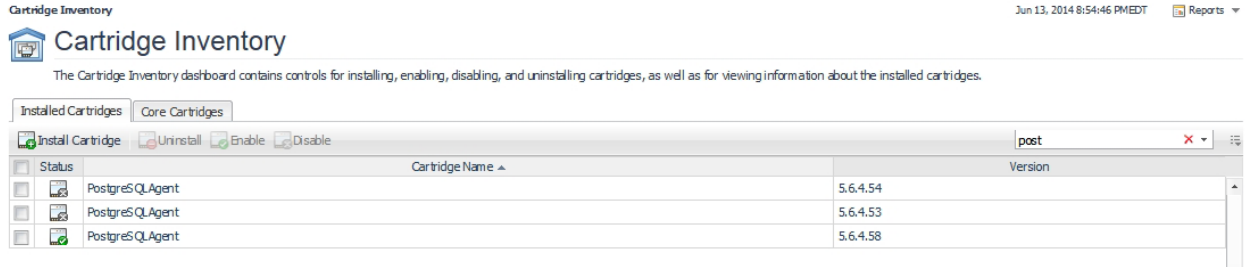 Cartridge Inventory Jun 13, 2014 8:54:46 PM EDT Reports
Cartridge Inventory
The Cartridge Inventory dashboard contains controls for installing, enabling, disabling, and uninstalling cartridges, as well as for viewing information about the installed cartridges.
Installed Cartridges Core Cartridges
Install Cartridge Uninstall Enable Disable post
Status Cartridge Name Version
PostgreSQLAgent 5.6.4.54
PostgreSQLAgent 5.6.4.53
PostgreSQLAgent 5.6.4.58